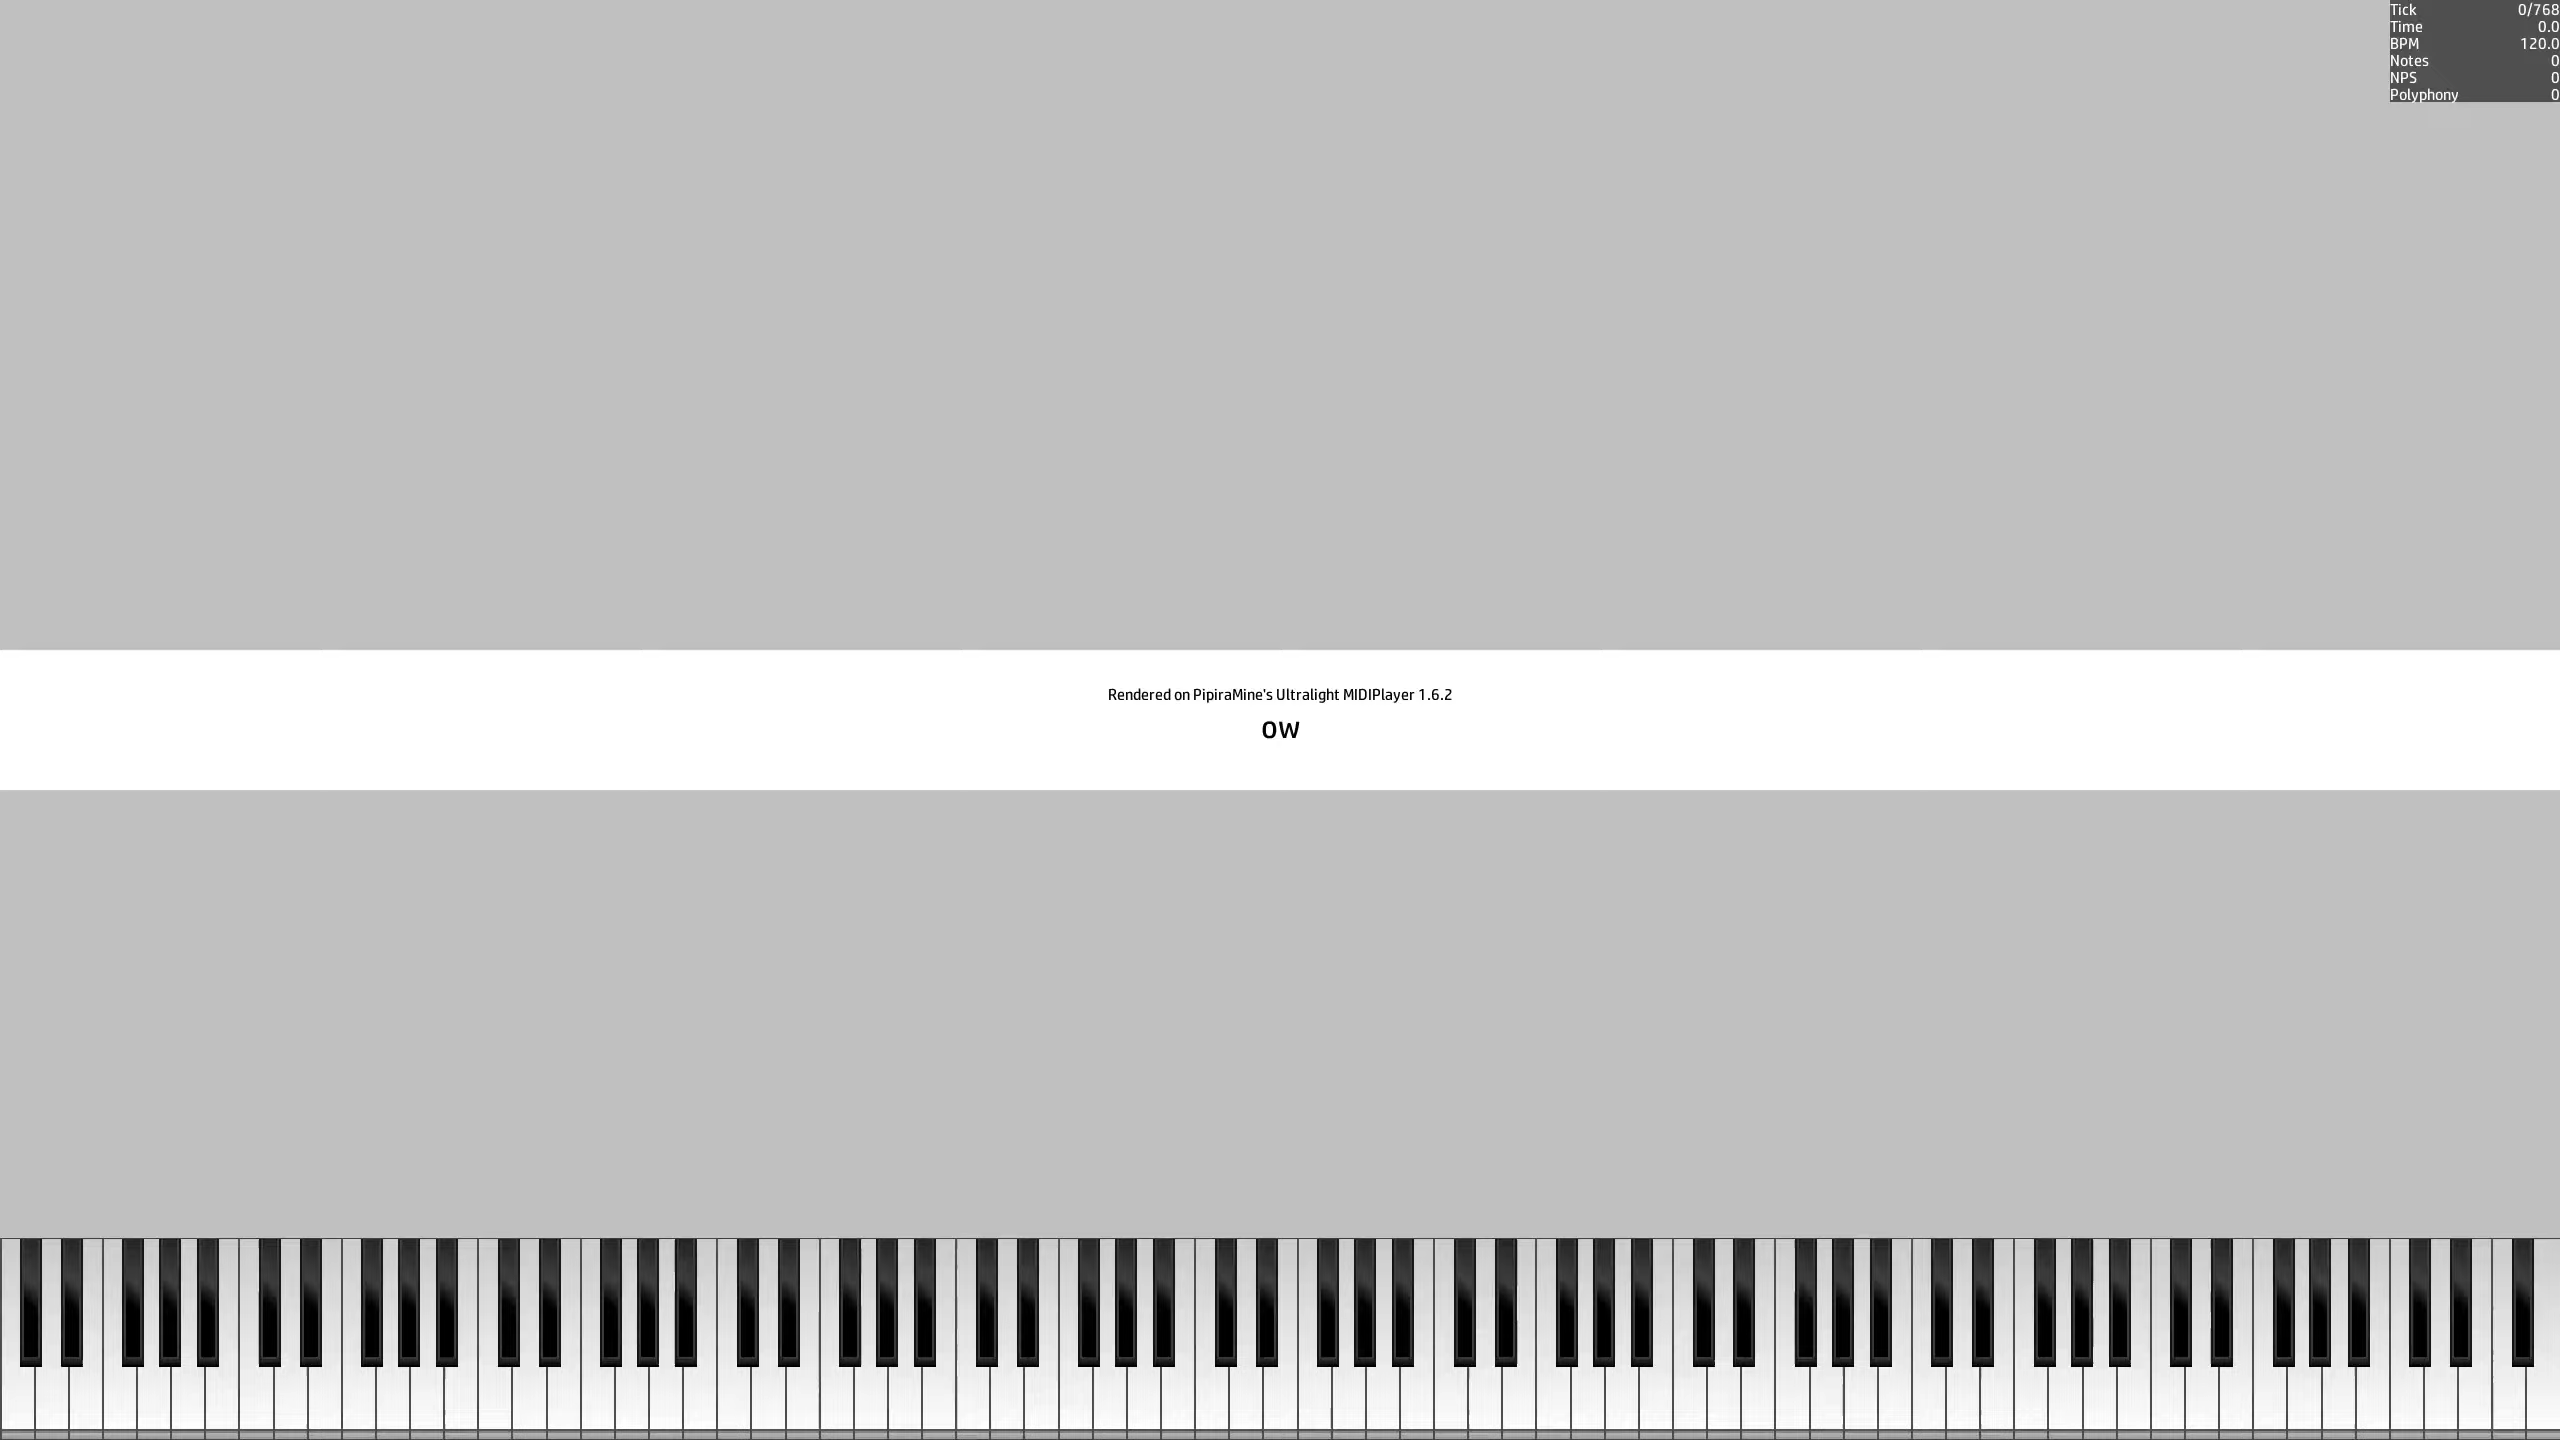 Tick 0/768
Time 0.0
BPM 120.0
Notes 0
NPS 0
Polyphony 0
Rendered on PipiraMine's Ultralight MIDIPlayer 1.6.2
ow